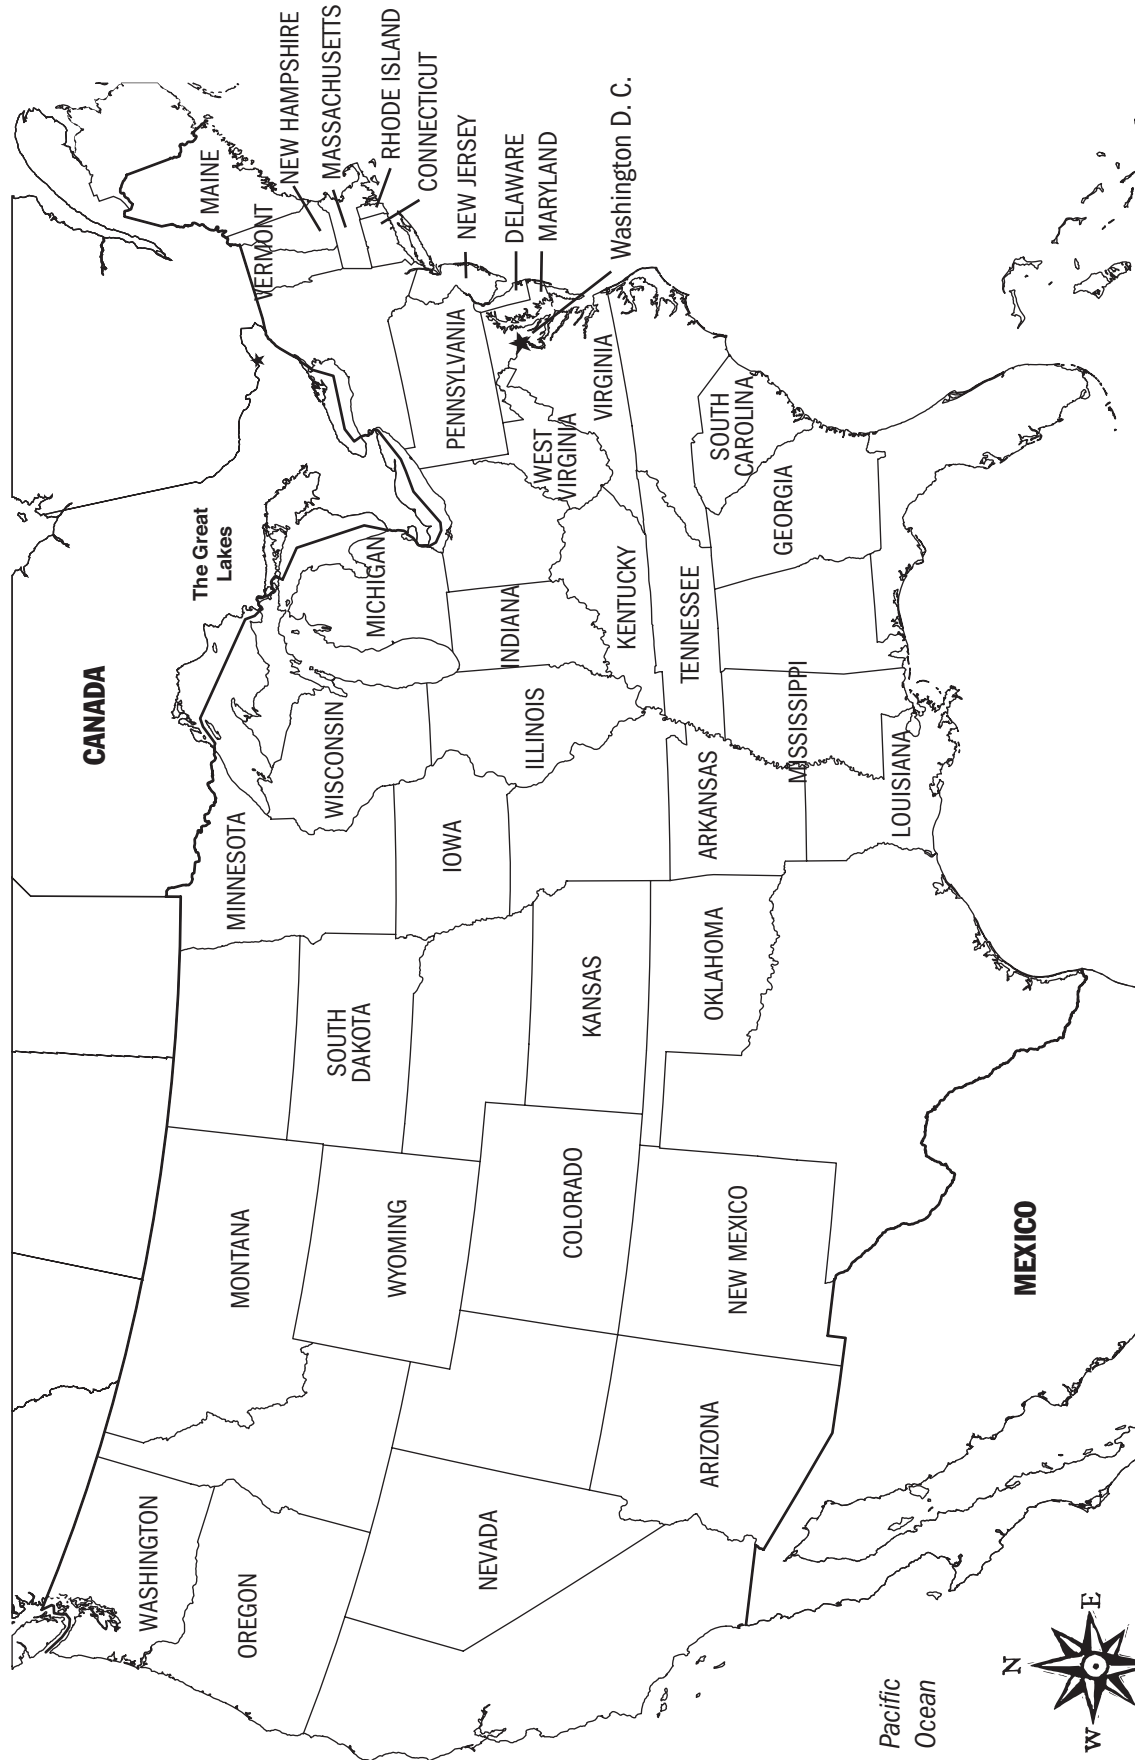 CANADA
The Great
Lakes
MAINE
VERMONT
NEW HAMPSHIRE
MASSACHUSETTS
RHODE ISLAND
CONNECTICUT
NEW JERSEY
DELAWARE
MARYLAND
Washington D. C.
WASHINGTON
MONTANA
MINNESOTA
OREGON
SOUTH
DAKOTA
WISCONSIN
MICHIGAN
WYOMING
IOWA
PENNSYLVANIA
NEVADA
ILLINOIS
INDIANA
WEST
VIRGINIA
VIRGINIA
COLORADO
KANSAS
KENTUCKY
ARIZONA
NEW MEXICO
OKLAHOMA
ARKANSAS
TENNESSEE
SOUTH
CAROLINA
MISSISSIPPI
GEORGIA
LOUISIANA
MEXICO
Pacific
Ocean
N
W
E